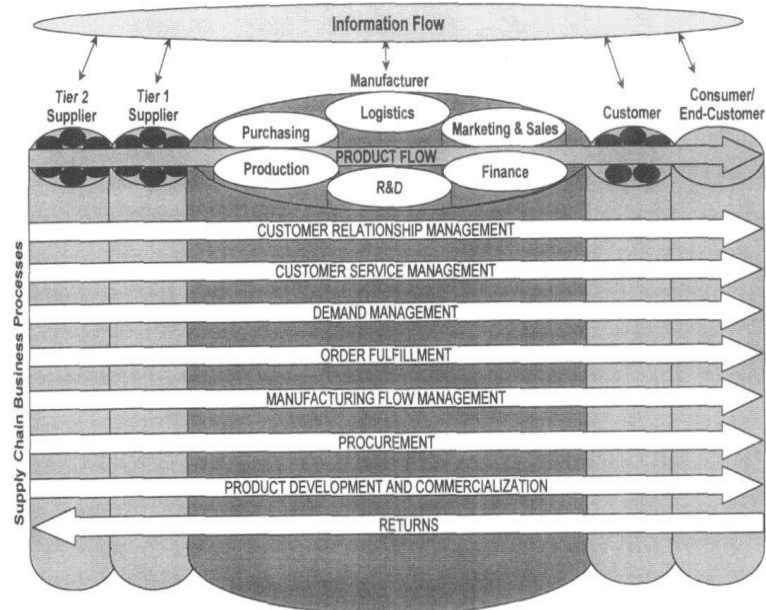 Information Flow
Manufacturer
Tier 2
Supplier
Tier 1
Supplier
Logistics
Purchasing
Marketing & Sales
Customer
Consumer/
End-Customer
PRODUCT FLOW
Production
R&D
Finance
Supply Chain Business Processes
CUSTOMER RELATIONSHIP MANAGEMENT
CUSTOMER SERVICE MANAGEMENT
DEMAND MANAGEMENT
ORDER FULFILLMENT
MANUFACTURING FLOW MANAGEMENT
PROCUREMENT
PRODUCT DEVELOPMENT AND COMMERCIALIZATION
RETURNS